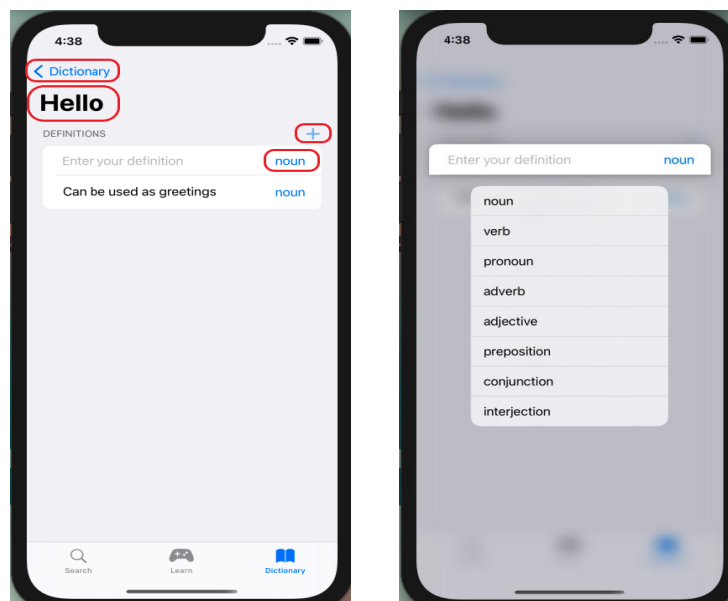 4:38
Dictionary
Hello
DEFINITIONS
Enter your definition noun
Can be used as greetings noun
Search Learn Dictionary
4:38
Enter your definition noun
noun
verb
pronoun
adverb
adjective
preposition
conjunction
interjection